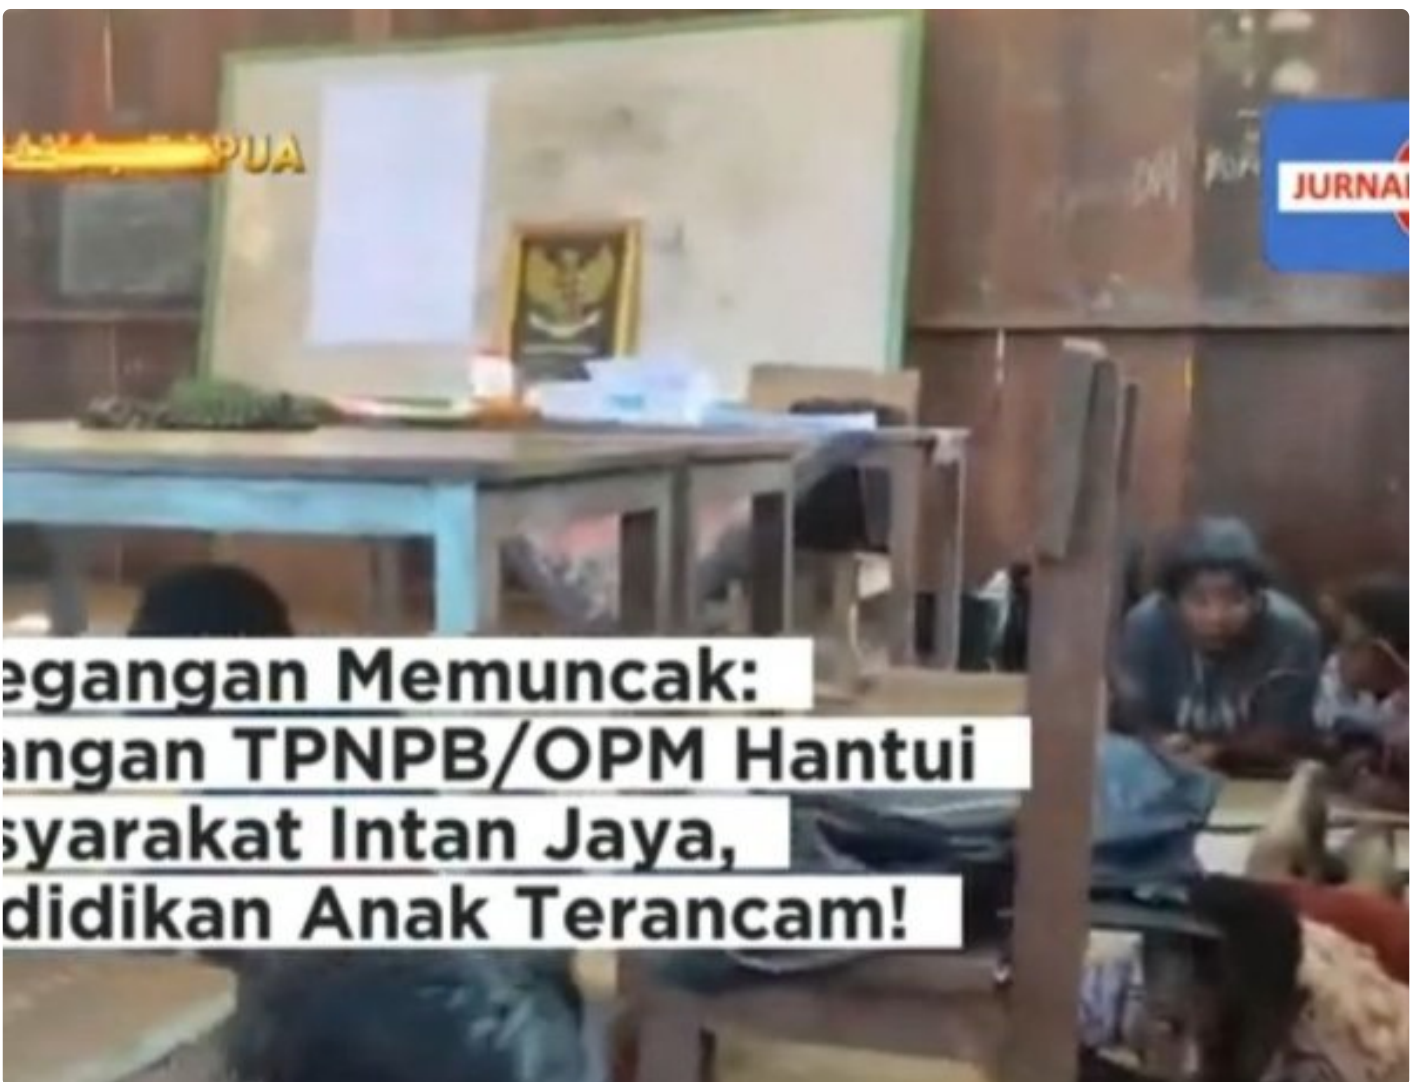 PUA
JURNA
egangan Memuncak:
angan TPNPB/OPM Hantui
syarakat Intan Jaya,
didikan Anak Terancam!